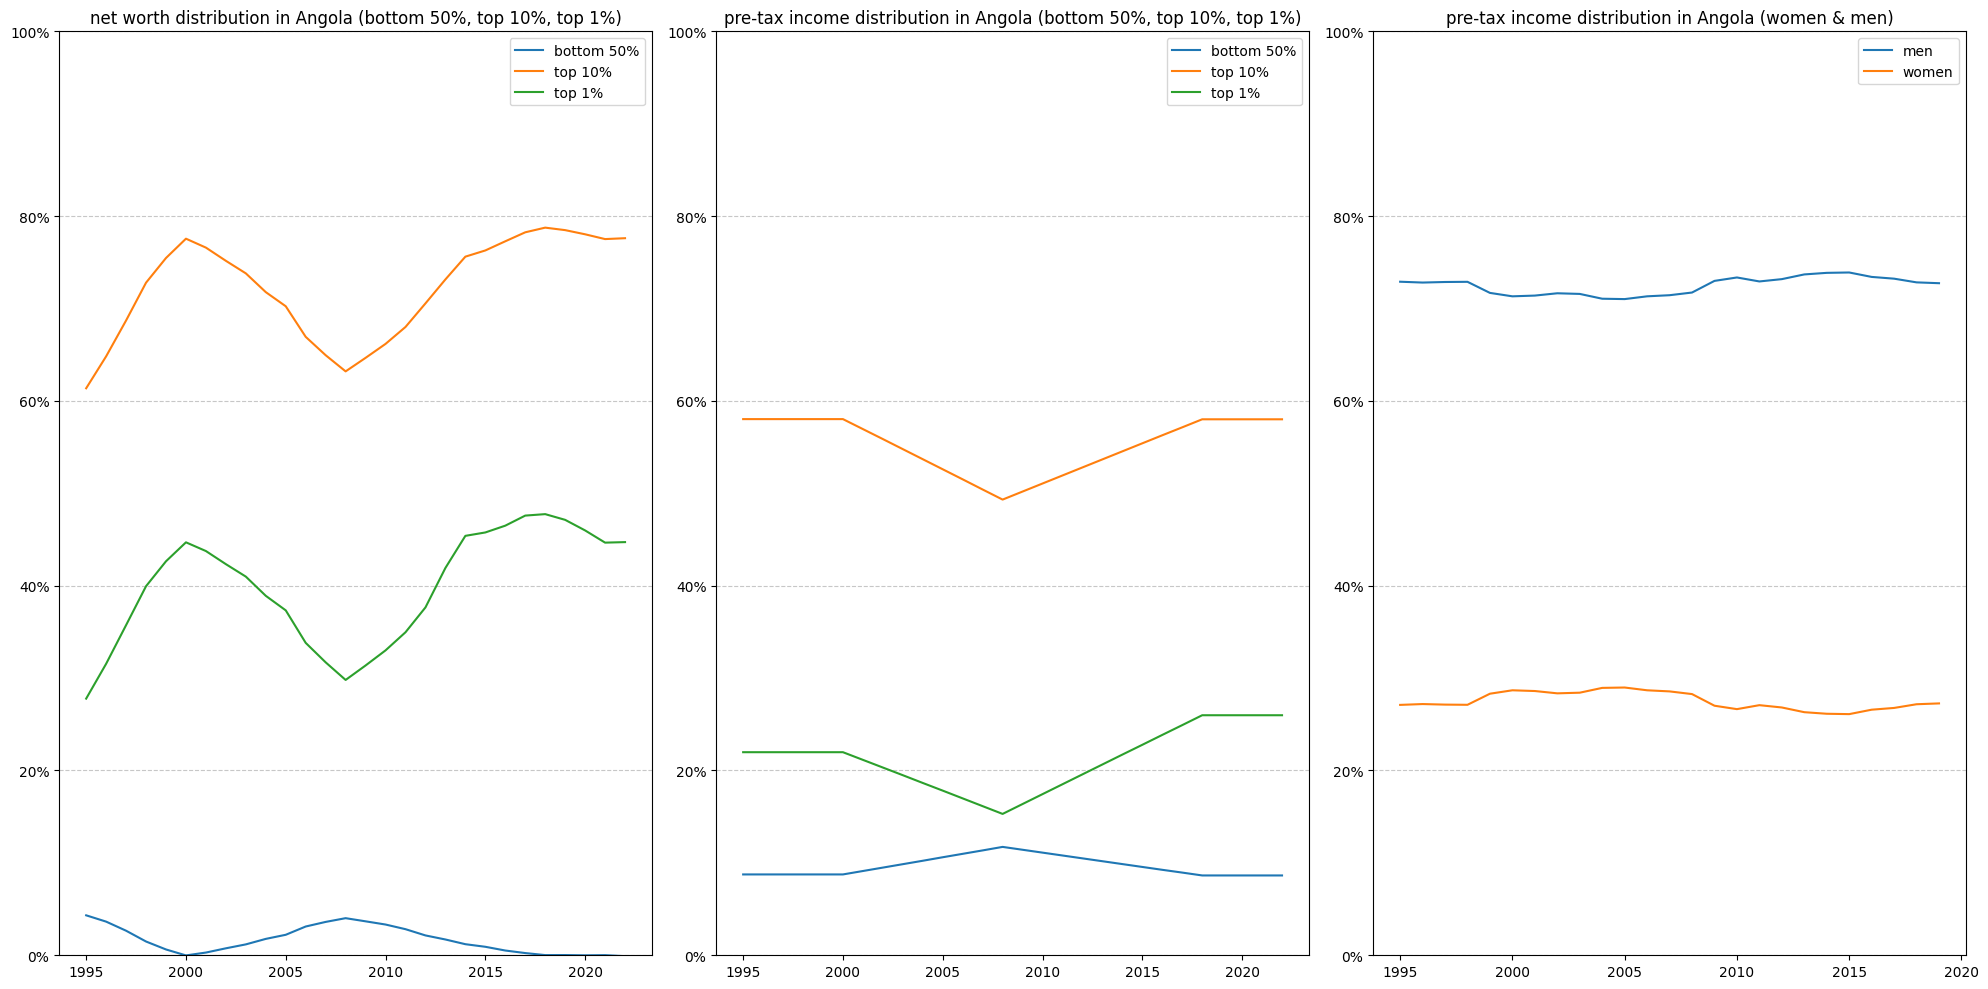 net worth distribution in Angola (bottom 50%, top 10%, top 1%)
100%
80%
60%
40%
20%
0%
1995 2000 2005 2010 2015 2020
bottom 50%
top 10%
top 1%
pre-tax income distribution in Angola (bottom 50%, top 10%, top 1%)
100%
80%
60%
40%
20%
0%
1995 2000 2005 2010 2015 2020
bottom 50%
top 10%
top 1%
pre-tax income distribution in Angola (women & men)
100%
80%
60%
40%
20%
0%
1995 2000 2005 2010 2015 2020
men
women